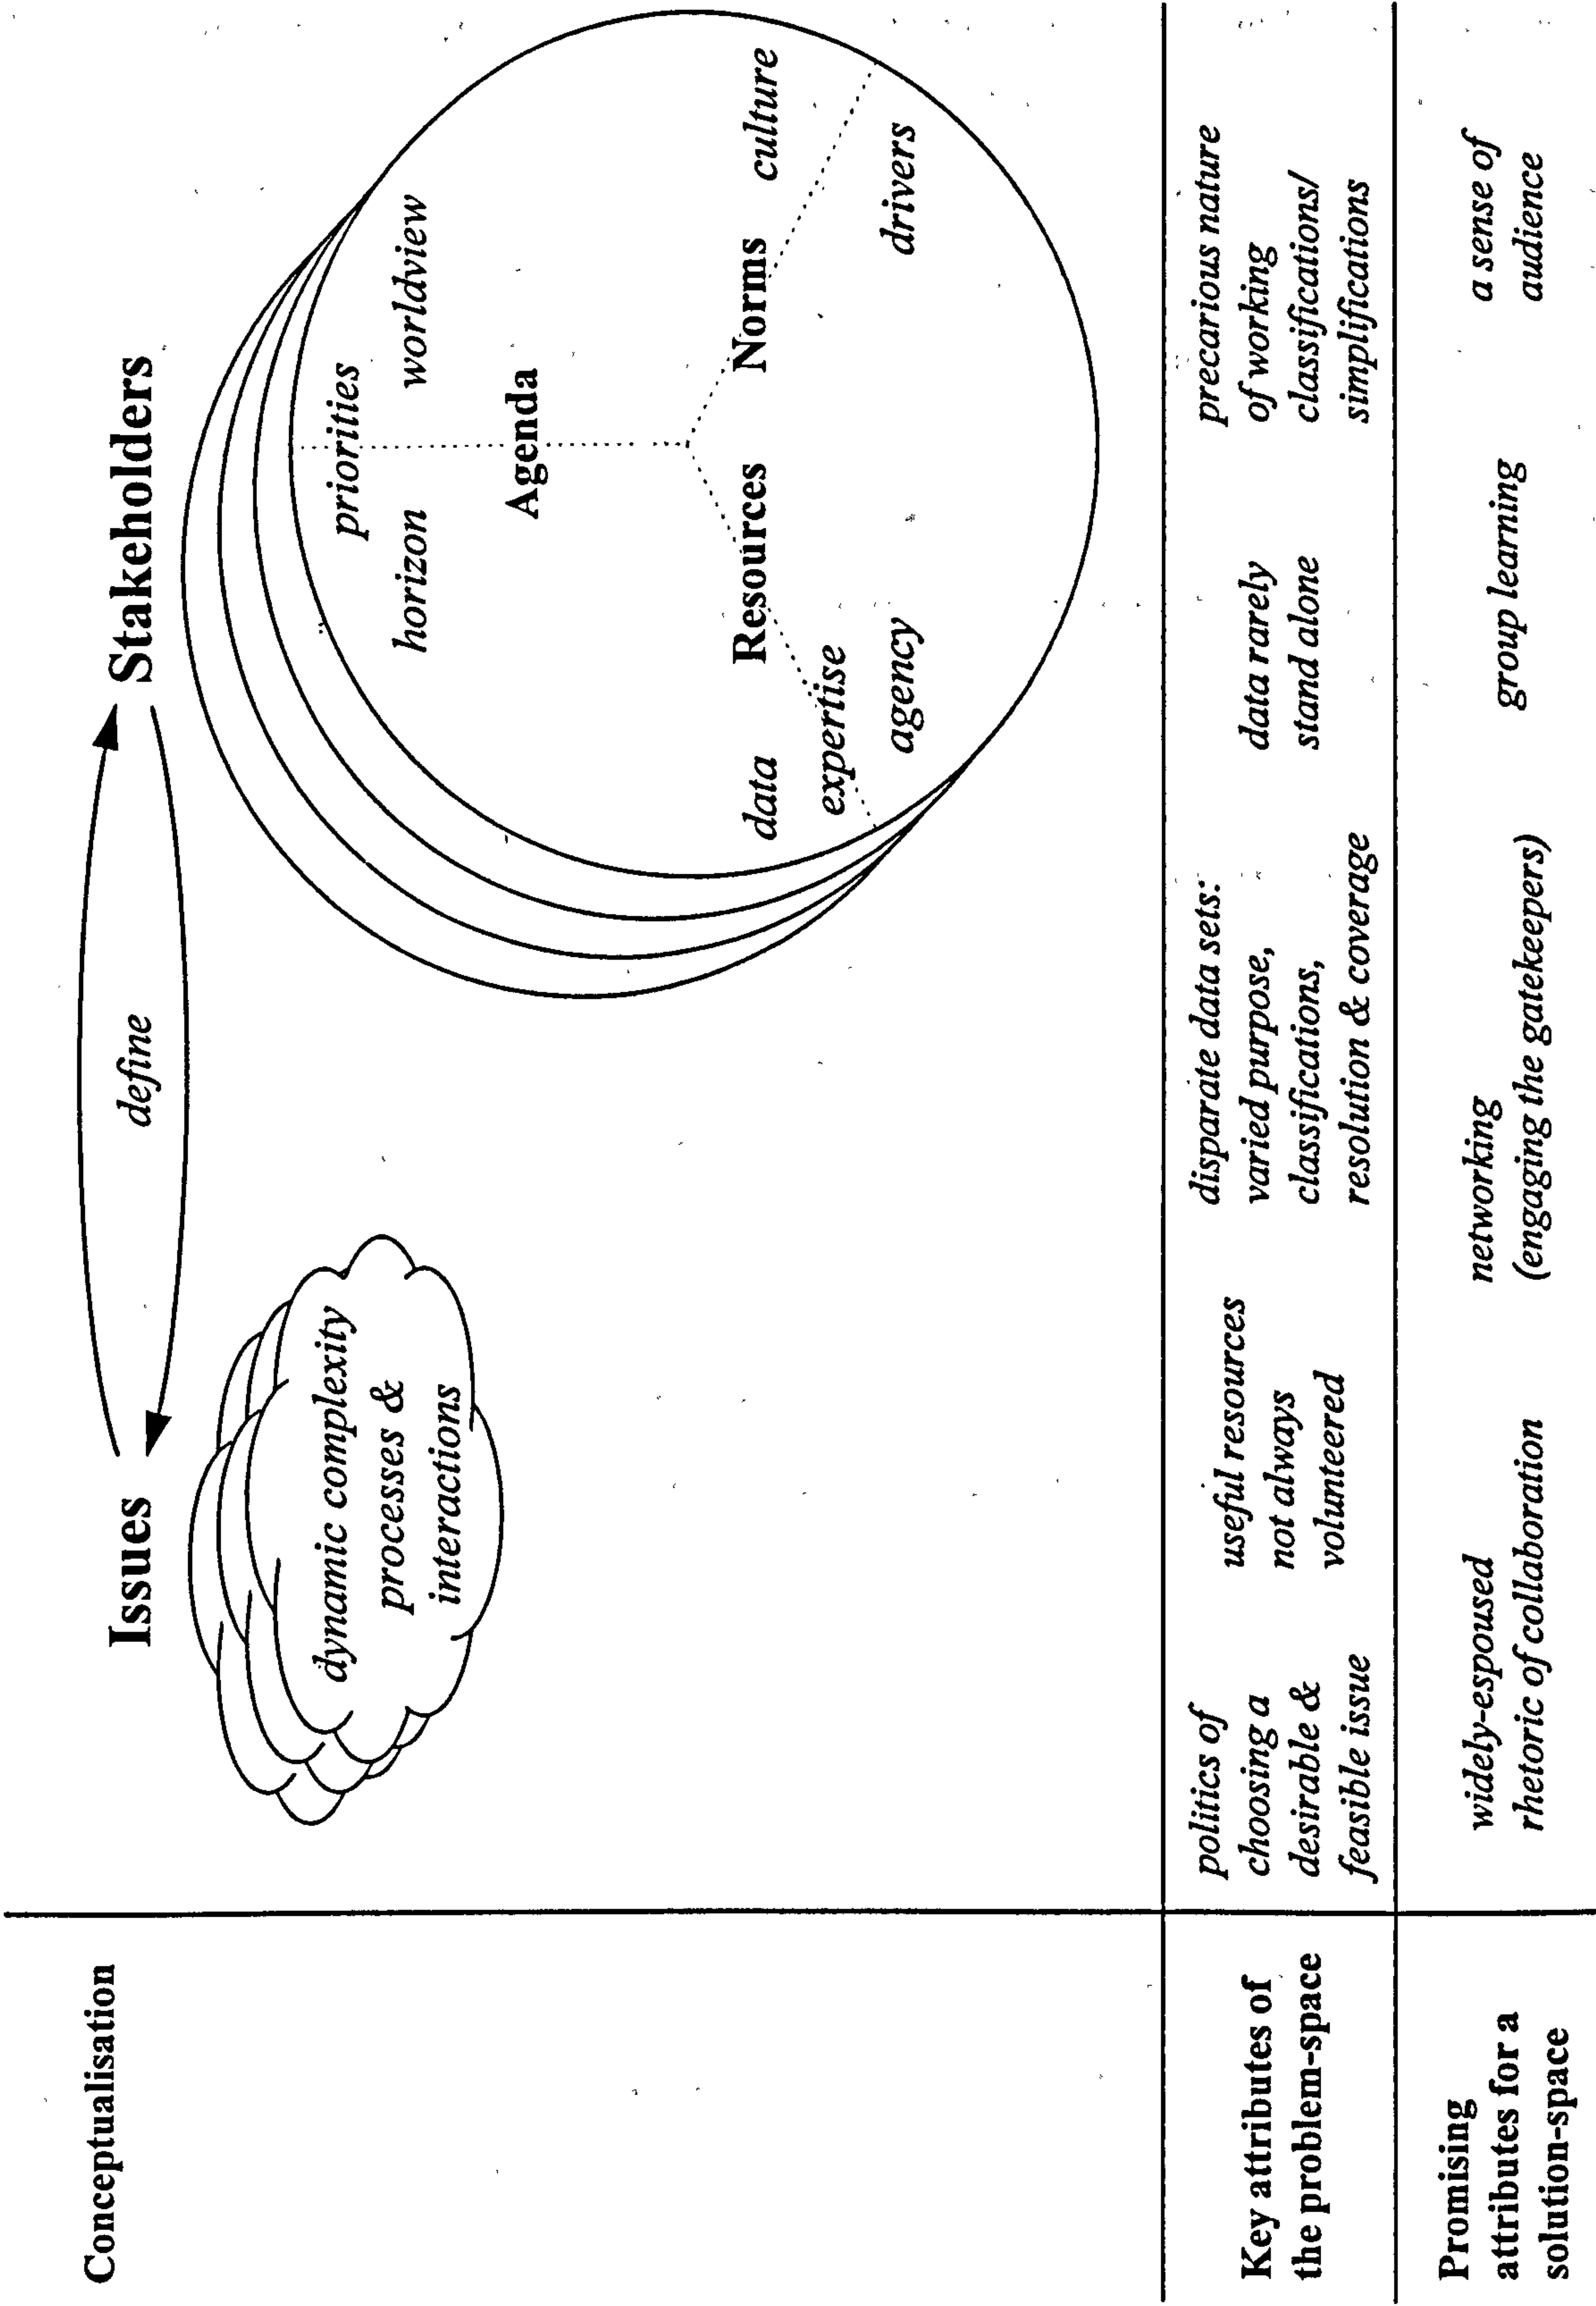 Conceptualisation
Issues
define
Stakeholders
dynamic complexity
processes &
interactions
priorities
horizon
worldview
Agenda
Resources
Norms
data
culture
expertise
agency
drivers
Key attributes of
the problem-space
politics of
choosing a
desirable &
feasible issue
useful resources
not always
volunteered
disparate data sets:
varied purpose,
classifications,
resolution & coverage
data rarely
stand alone
precarious nature
of working
classifications/
simplifications
Promising
attributes for a
solution-space
widely-espoused
rhetoric of collaboration
networking
(engaging the gatekeepers)
group learning
a sense of
audience